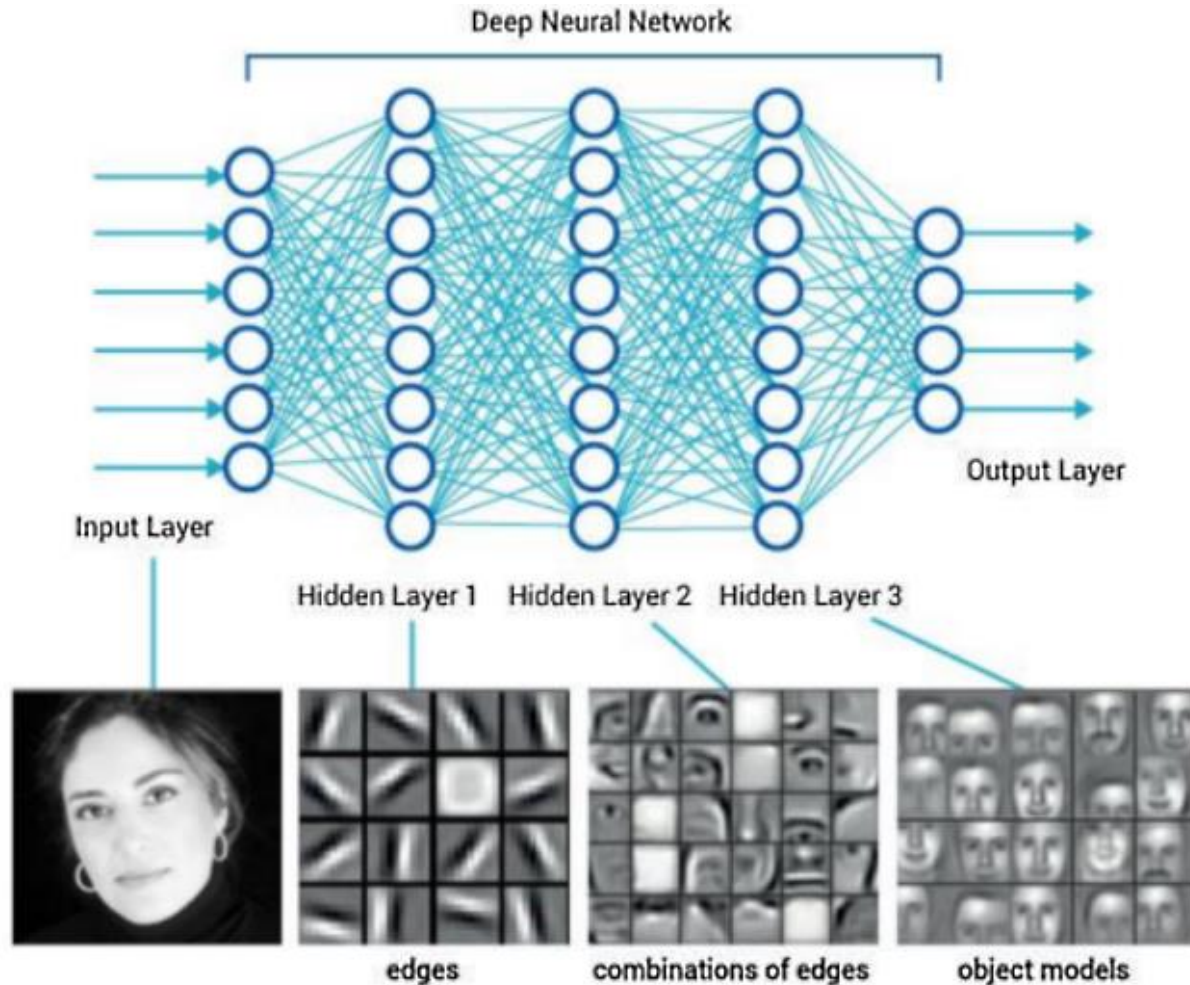 Deep Neural Network
Output Layer
Input Layer
Hidden Layer 1 Hidden Layer 2 Hidden Layer 3
edges combinations of edges object models